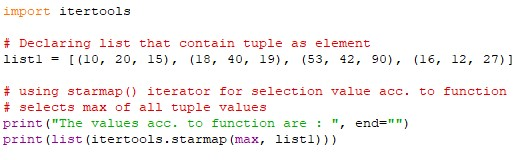 import itertools
# Declaring list that contain tuple as element
list1 = [(10, 20, 15), (18, 40, 19), (53, 42, 90), (16, 12, 27)]
# using starmap() iterator for selection value acc. to function
# selects max of all tuple values
print("The values acc. to function are : ", end="")
print(list(itertools.starmap(max, list1)))